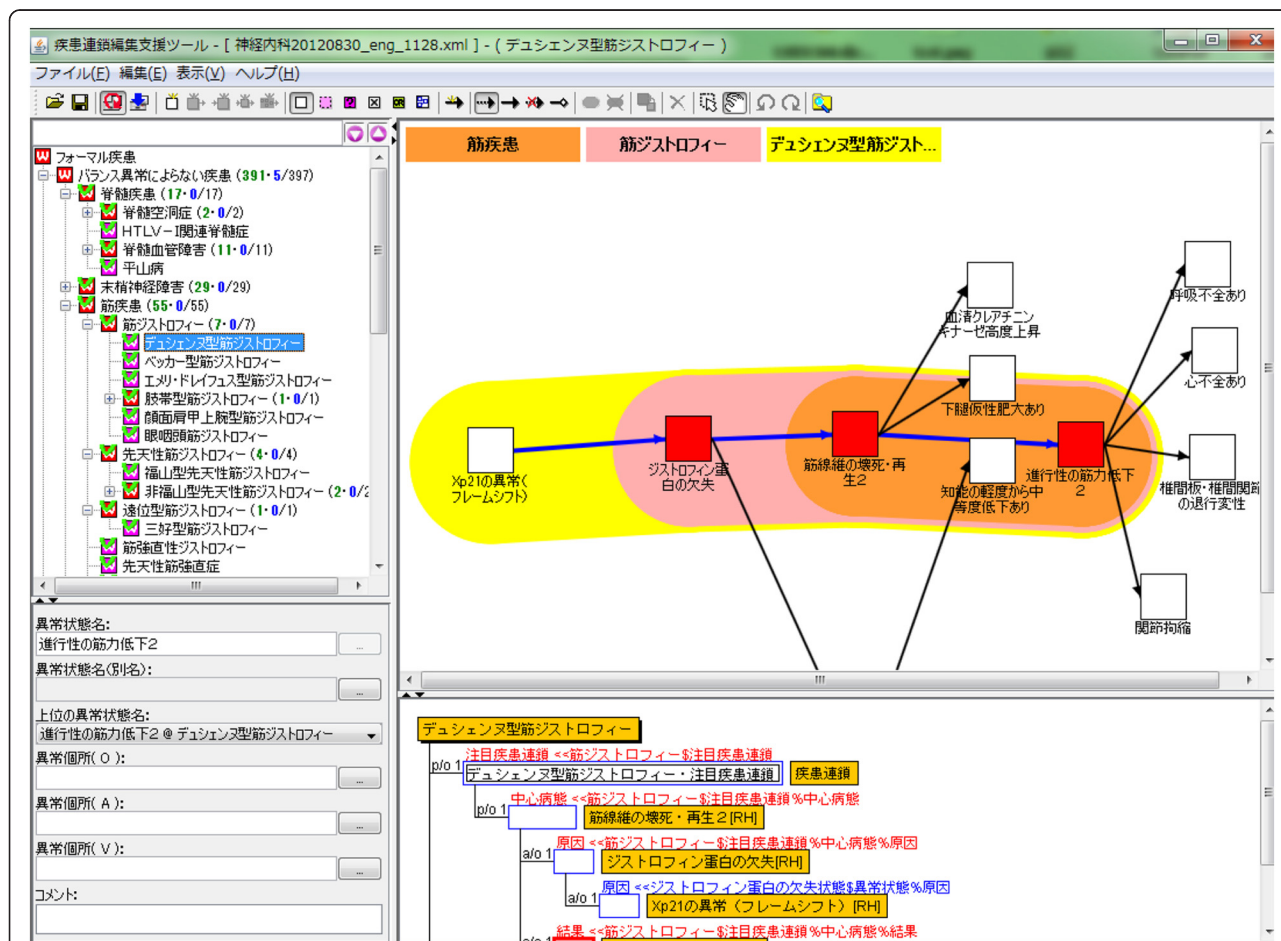 疾患連鎖編集支援ツール - [ 神経内科20120830_eng_1128.xml ] - ( デュシェンヌ型筋ジストロフィー )
ファイル(F) 編集(E) 表示(V) ヘルプ(H)
フォーマル疾患
バランス異常によらない疾患 (391・5/397)
脊髄疾患 (17・0/17)
脊髄空洞症 (2・0/2)
HTLV－I関連脊髄症
脊髄血管障害 (11・0/11)
平山病
末梢神経障害 (29・0/29)
筋疾患 (55・0/55)
筋ジストロフィー (7・0/7)
デュシェンヌ型筋ジストロフィー
ベッカー型筋ジストロフィー
エメリ・ドレイフュス型筋ジストロフィー
肢帯型筋ジストロフィー (1・0/1)
顔面肩甲上腕型筋ジストロフィー
眼咽頭筋ジストロフィー
先天性筋ジストロフィー (4・0/4)
福山型先天性筋ジストロフィー
非福山型先天性筋ジストロフィー (2・0/2
遠位型筋ジストロフィー (1・0/1)
三好型筋ジストロフィー
筋強直性ジストロフィー
先天性筋強直症
異常状態名:
進行性の筋力低下2
...
異常状態名(別名):
...
上位の異常状態名:
進行性の筋力低下2 @ デュシェンヌ型筋ジストロフィー
異常個所( O ):
...
異常個所( A ):
...
異常個所( V ):
...
コメント:
筋疾患
筋ジストロフィー
デュシェンヌ型筋ジスト...
Xp21の異常(
フレームシフト)
ジストロフィン蛋
白の欠失
筋線維の壊死・再
生2
血清クレアチニン
キナーゼ高度上昇
下腿仮性肥大あり
知能の軽度から中
等度低下あり
進行性の筋力低下
2
呼吸不全あり
心不全あり
椎間板・椎間関節
の退行変性
関節拘縮
デュシェンヌ型筋ジストロフィー
注目疾患連鎖 <<筋ジストロフィー$注目疾患連鎖
p/o 1 デュシェンヌ型筋ジストロフィー・注目疾患連鎖 疾患連鎖
中心病態 <<筋ジストロフィー$注目疾患連鎖%中心病態
p/o 1 筋線維の壊死・再生２[RH]
原因 <<筋ジストロフィー$注目疾患連鎖%中心病態%原因
a/o 1 ジストロフィン蛋白の欠失[RH]
原因 <<ジストロフィン蛋白の欠失状態$異常状態%原因
a/o 1 Xp21の異常（フレームシフト）[RH]
結果 <<筋ジストロフィー$注目疾患連鎖%中心病態%結果
a/o 1